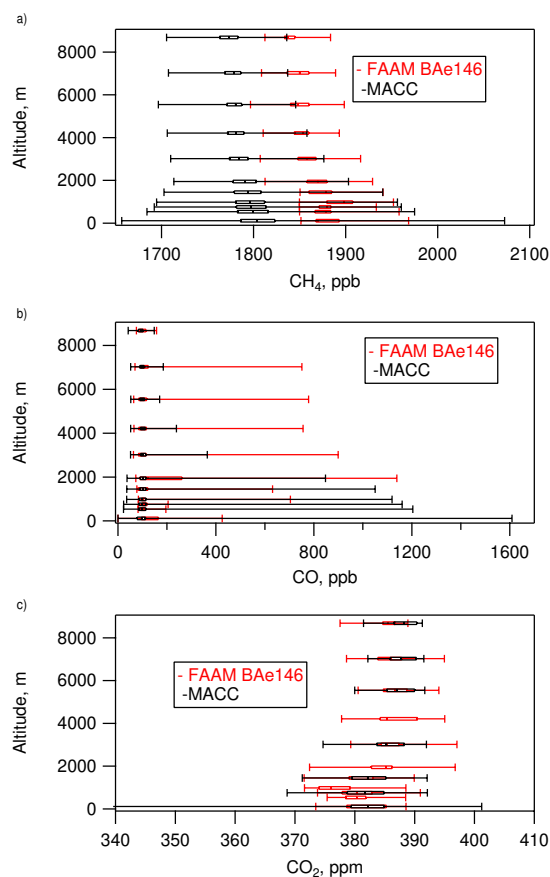 a)
8000
6000
4000
2000
0
Altitude, m
- FAAM BAe146
-MACC
1700 1800 1900 2000 2100
CH₄, ppb
b)
8000
6000
4000
2000
0
Altitude, m
- FAAM BAe146
-MACC
0 400 800 1200 1600
CO, ppb
c)
8000
6000
4000
2000
0
Altitude, m
- FAAM BAe146
-MACC
340 350 360 370 380 390 400 410
CO₂, ppm